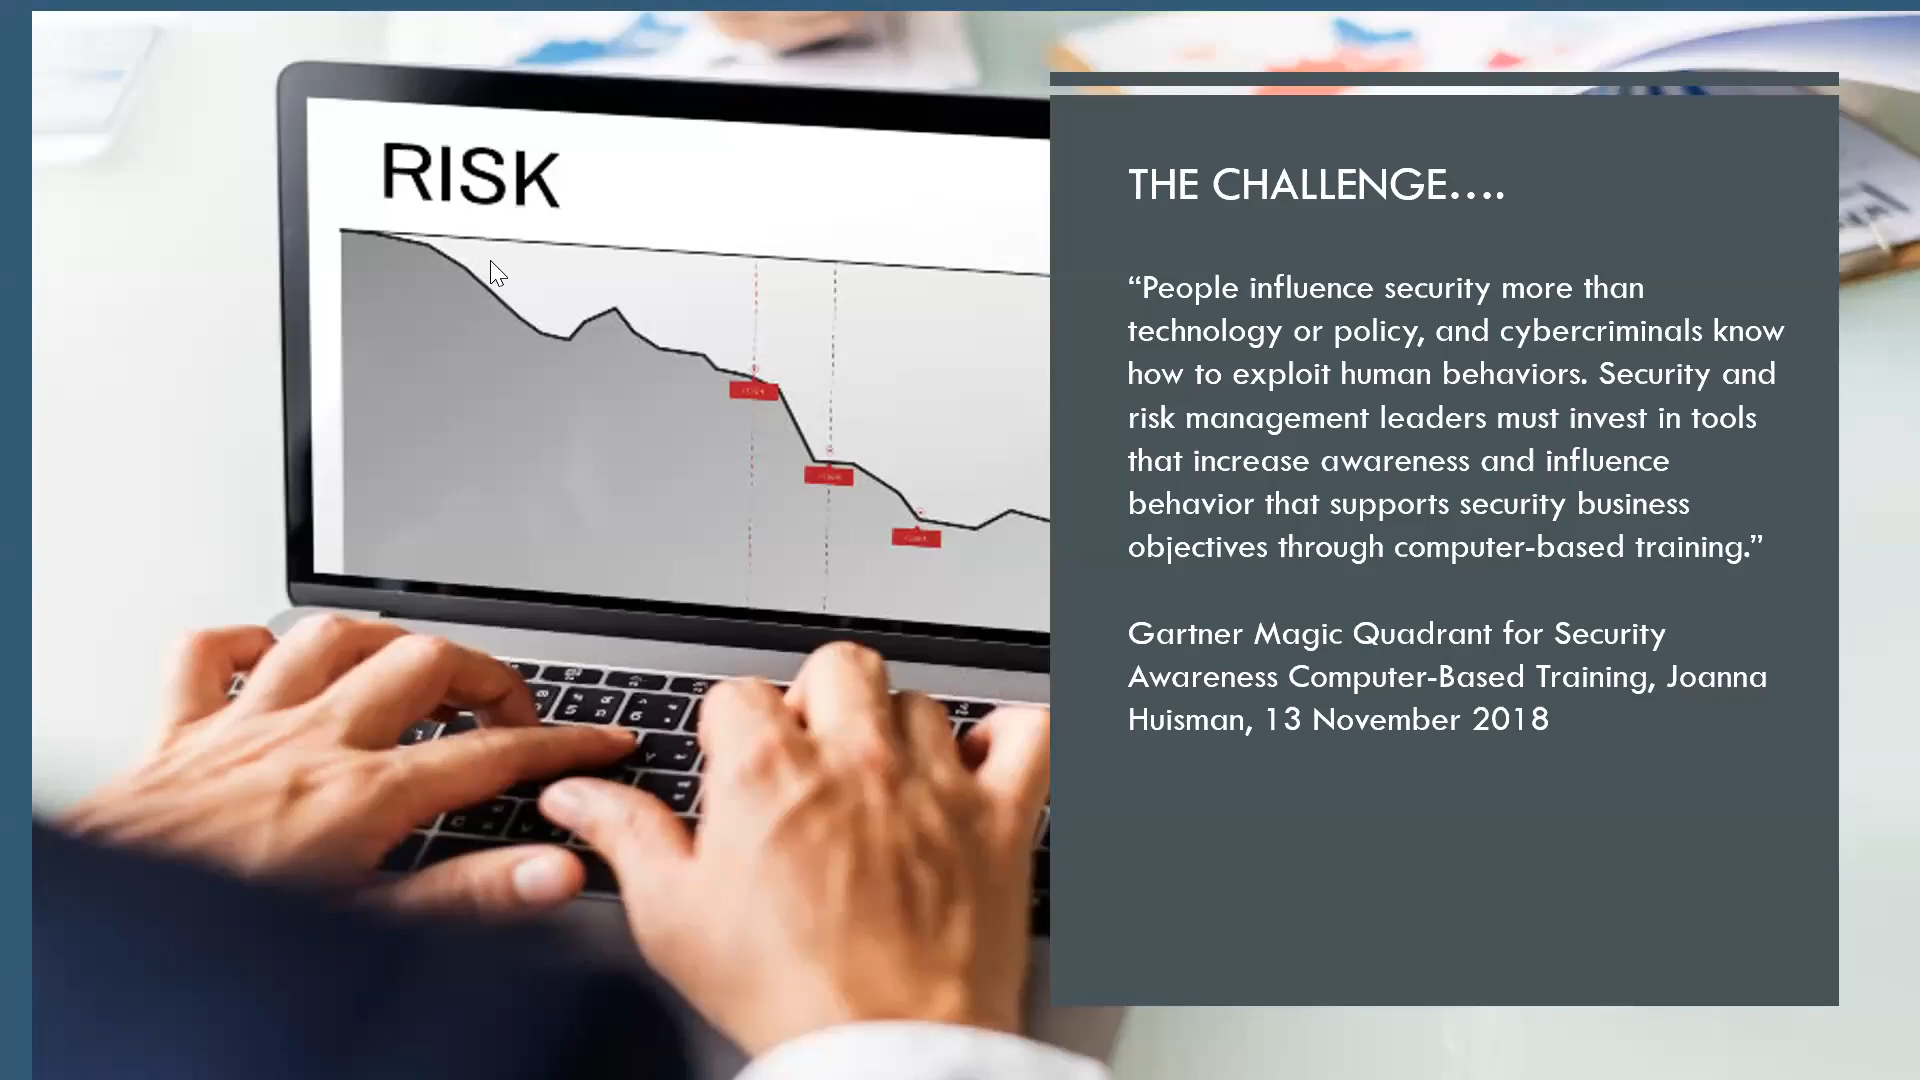 RISK
THE CHALLENGE....
“People influence security more than
technology or policy, and cybercriminals know
how to exploit human behaviors. Security and
risk management leaders must invest in tools
that increase awareness and influence
behavior that supports security business
objectives through computer-based training.”
Gartner Magic Quadrant for Security
Awareness Computer-Based Training, Joanna
Huisman, 13 November 2018